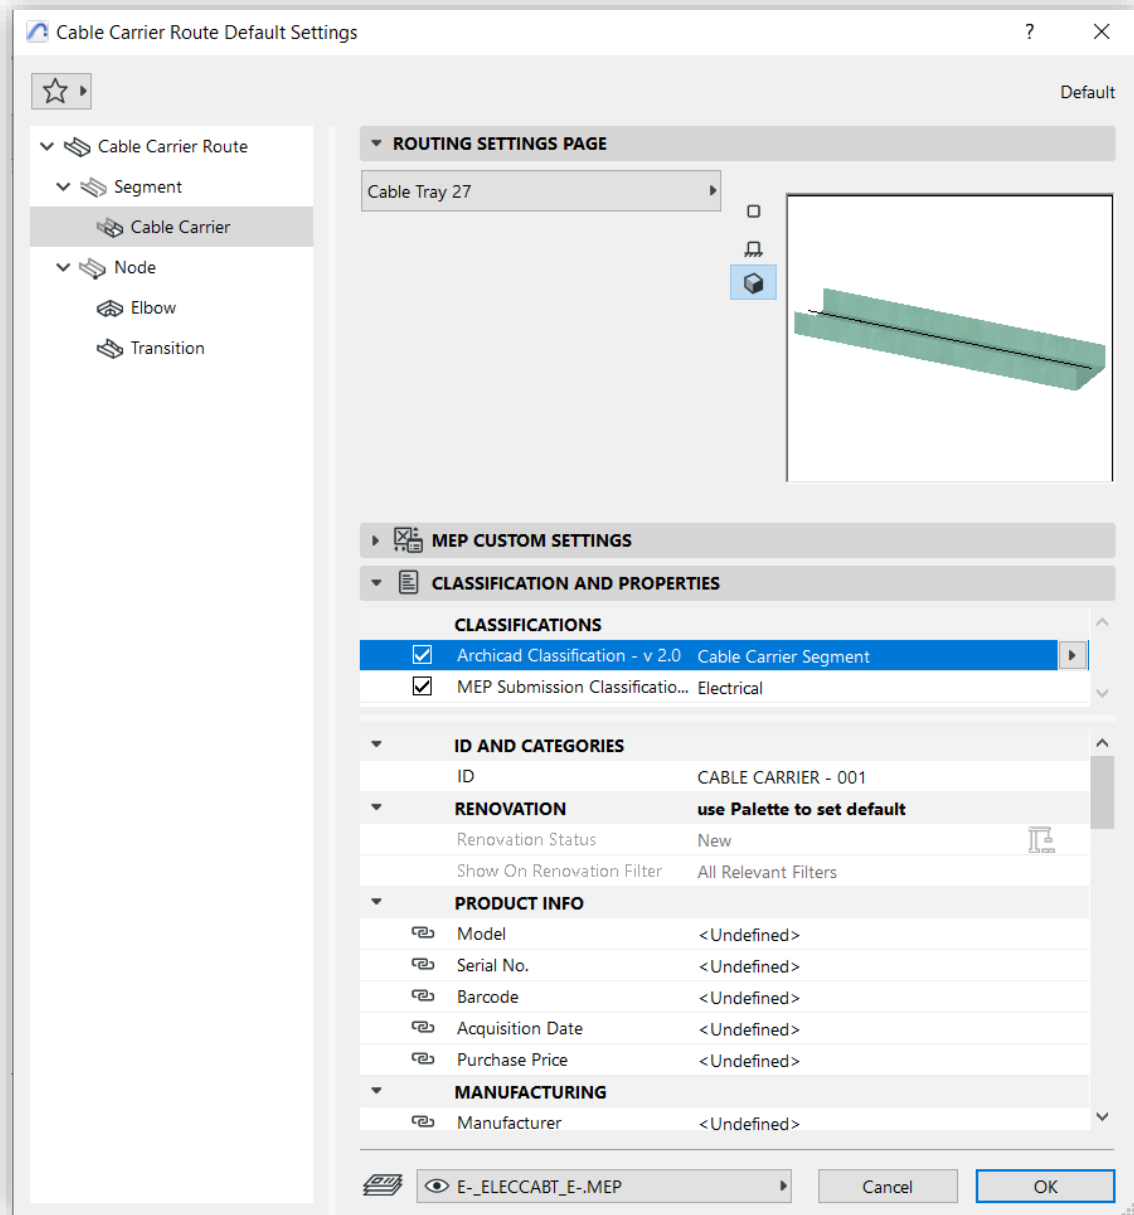 Cable Carrier Route Default Settings
?
Default
Cable Carrier Route
Segment
Cable Carrier
Node
Elbow
Transition
ROUTING SETTINGS PAGE
Cable Tray 27
MEP CUSTOM SETTINGS
CLASSIFICATION AND PROPERTIES
CLASSIFICATIONS
Archicad Classification - v 2.0 Cable Carrier Segment
MEP Submission Classificatio... Electrical
ID AND CATEGORIES
ID CABLE CARRIER - 001
RENOVATION use Palette to set default
Renovation Status New
Show On Renovation Filter All Relevant Filters
PRODUCT INFO
Model <Undefined>
Serial No. <Undefined>
Barcode <Undefined>
Acquisition Date <Undefined>
Purchase Price <Undefined>
MANUFACTURING
Manufacturer <Undefined>
E-_ELECCABT_E-.MEP
Cancel
OK